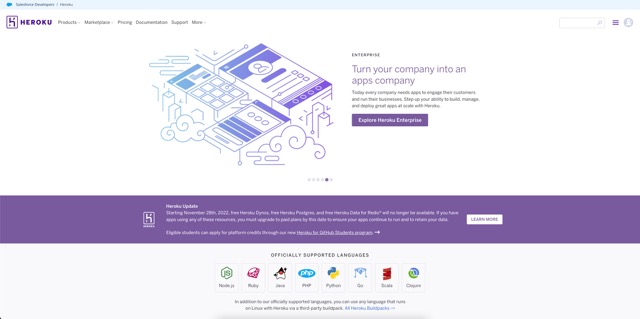 Salesforce Developers / Heroku
HEROKU Products Marketplace Pricing Documentation Support More
ENTERPRISE
Turn your company into an
apps company
Today every company needs apps to engage their customers
and run their businesses. Step up your ability to build, manage,
and deploy great apps at scale with Heroku.
Explore Heroku Enterprise
Heroku Update
Starting November 28th, 2022, free Heroku Dynos, free Heroku Postgres, and free Heroku Data for Redis® will no longer be available. If you have
apps using any of these resources, you must upgrade to paid plans by this date to ensure your apps continue to run and to retain your data.
LEARN MORE
HEROKU
Eligible students can apply for platform credits through our new Heroku for GitHub Students program. →
OFFICIALLY SUPPORTED LANGUAGES
php
Node.js Ruby Java PHP Python Go Scala Clojure
In addition to our officially supported languages, you can use any language that runs
on Linux with Heroku via a third-party buildpack. All Heroku Buildpacks →